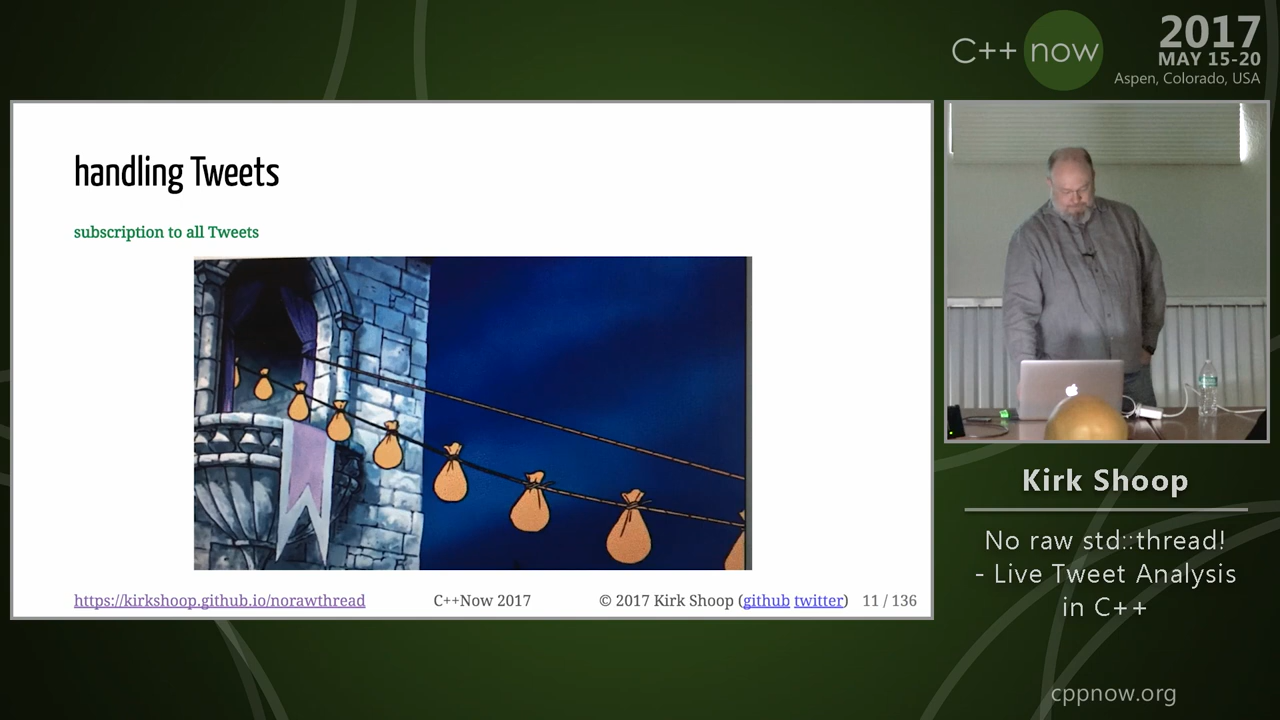 C++ now
2017
MAY 15-20
Aspen, Colorado, USA
handling Tweets
subscription to all Tweets
https://kirkshoop.github.io/norawthread
C++Now 2017
© 2017 Kirk Shoop (github twitter)
11 / 136
Kirk Shoop
No raw std::thread!
- Live Tweet Analysis
in C++
cppnow.org